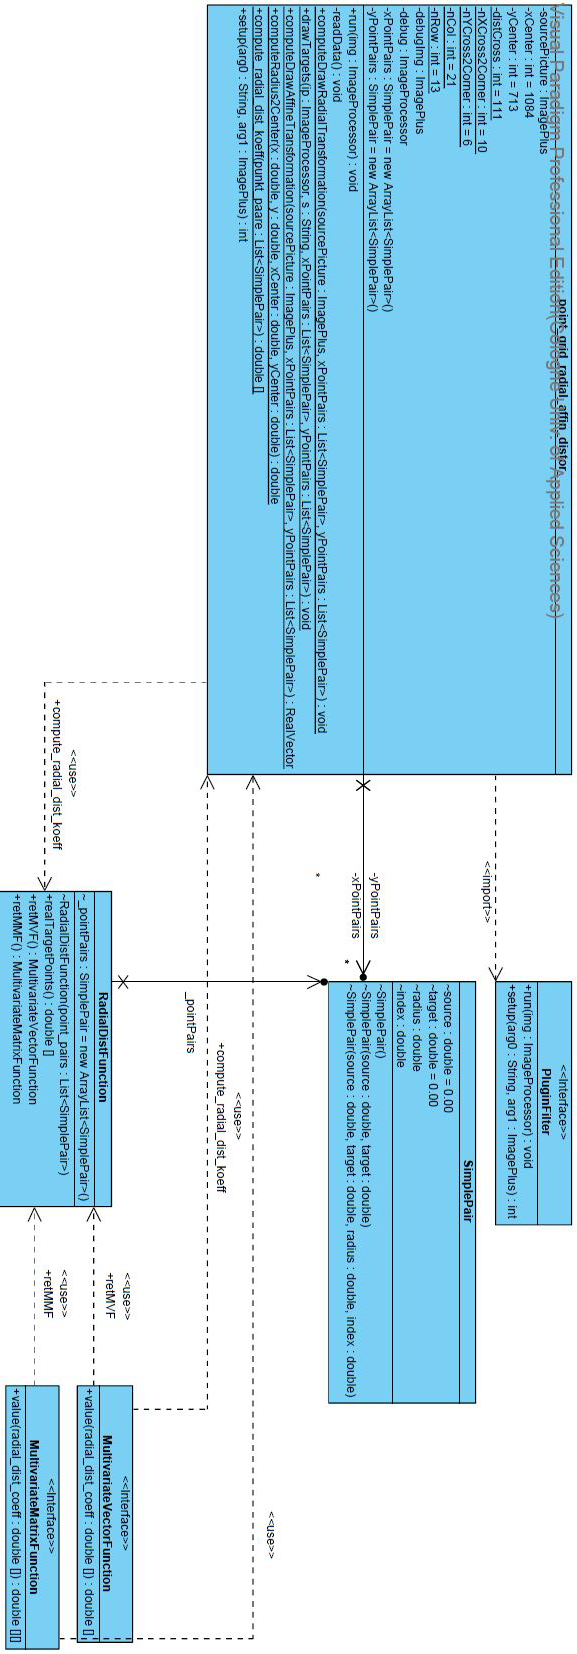 Visual Paradigm Professional Edition(Cologne Univ. of Applied Sciences)
point_grid_radial_affin_distor
-sourcePicture : ImagePlus
-xCenter : int = 1084
-yCenter : int = 713
-distCross : int = 111
-nXCross2Corner : int = 10
-nYCross2Corner : int = 6
-nCol : int = 21
-nRow : int = 13
-debugImg : ImagePlus
-debug : ImageProcessor
-xPointPairs : SimplePair = new ArrayList<SimplePair>()
-yPointPairs : SimplePair = new ArrayList<SimplePair>()
+run(img : ImageProcessor) : void
-readData() : void
+computeDrawRadialTransformation(sourcePicture : ImagePlus, xPointPairs : List<SimplePair>, yPointPairs : List<SimplePair>) : void
+drawTargets(ip : ImageProcessor, s : String, xPointPairs : List<SimplePair>, yPointPairs : List<SimplePair>) : void
+computeDrawAffineTransformation(sourcePicture : ImagePlus, xPointPairs : List<SimplePair>, yPointPairs : List<SimplePair>) : RealVector
+computeRadius2Center(x : double, y : double, xCenter : double, yCenter : double) : double
+compute_radial_dist_koeff(punkt_paare : List<SimplePair>) : double []
+setup(arg0 : String, arg1 : ImagePlus) : int
<<import>>
-yPointPairs
-xPointPairs
*
*
<<use>>
<<use>>
+compute_radial_dist_koeff
<<use>>
+compute_radial_dist_koeff
_pointPairs
<<Interface>>
PluginFilter
+run(img : ImageProcessor) : void
+setup(arg0 : String, arg1 : ImagePlus) : int
SimplePair
~source : double = 0.00
~target : double = 0.00
~radius : double
~index : double
~SimplePair()
~SimplePair(source : double, target : double)
~SimplePair(source : double, target : double, radius : double, index : double)
RadialDistFunction
~_pointPairs : SimplePair = new ArrayList<SimplePair>()
~RadialDistFunction(point_pairs : List<SimplePair>)
+realTargetPoints() : double []
+retMVF() : MultivariateVectorFunction
+retMMF() : MultivariateMatrixFunction
<<use>>
+retMVF
<<use>>
+retMMF
<<Interface>>
MultivariateVectorFunction
+value(radial_dist_coeff : double []) : double []
<<Interface>>
MultivariateMatrixFunction
+value(radial_dist_coeff : double []) : double [][]